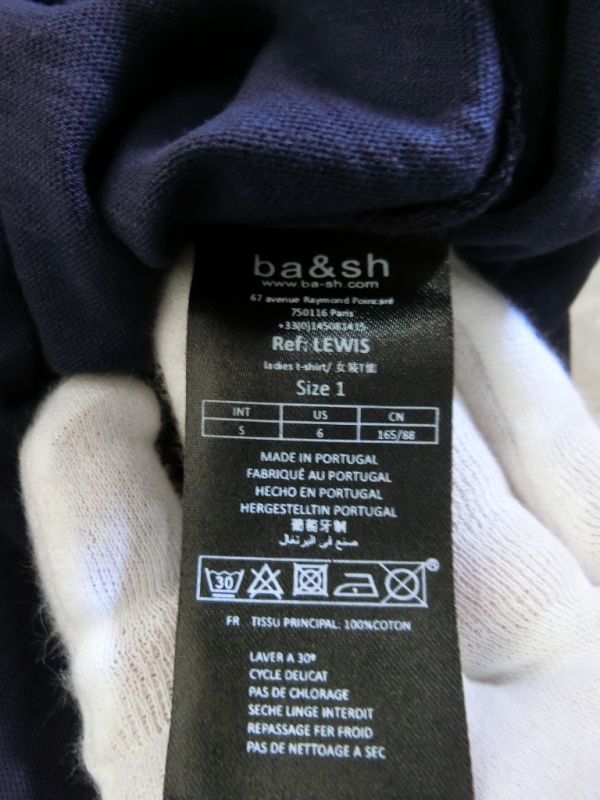 ba&sh
www.ba-sh.com
67 avenue Raymond Poincaré
750116 Paris
+33(0)145081415
Ref: LEWIS
ladies t-shirt/ 女装T恤
Size 1
INT US CN
S 6 165/88
MADE IN PORTUGAL
FABRIQUÉ AU PORTUGAL
HECHO EN PORTUGAL
HERGESTELLTIN PORTUGAL
葡萄牙制
صنع في البرتغال
30
®
FR TISSU PRINCIPAL: 100%COTON
LAVER A 30º
CYCLE DELICAT
PAS DE CHLORAGE
SECHE LINGE INTERDIT
REPASSAGE FER FROID
PAS DE NETTOAGE A SEC